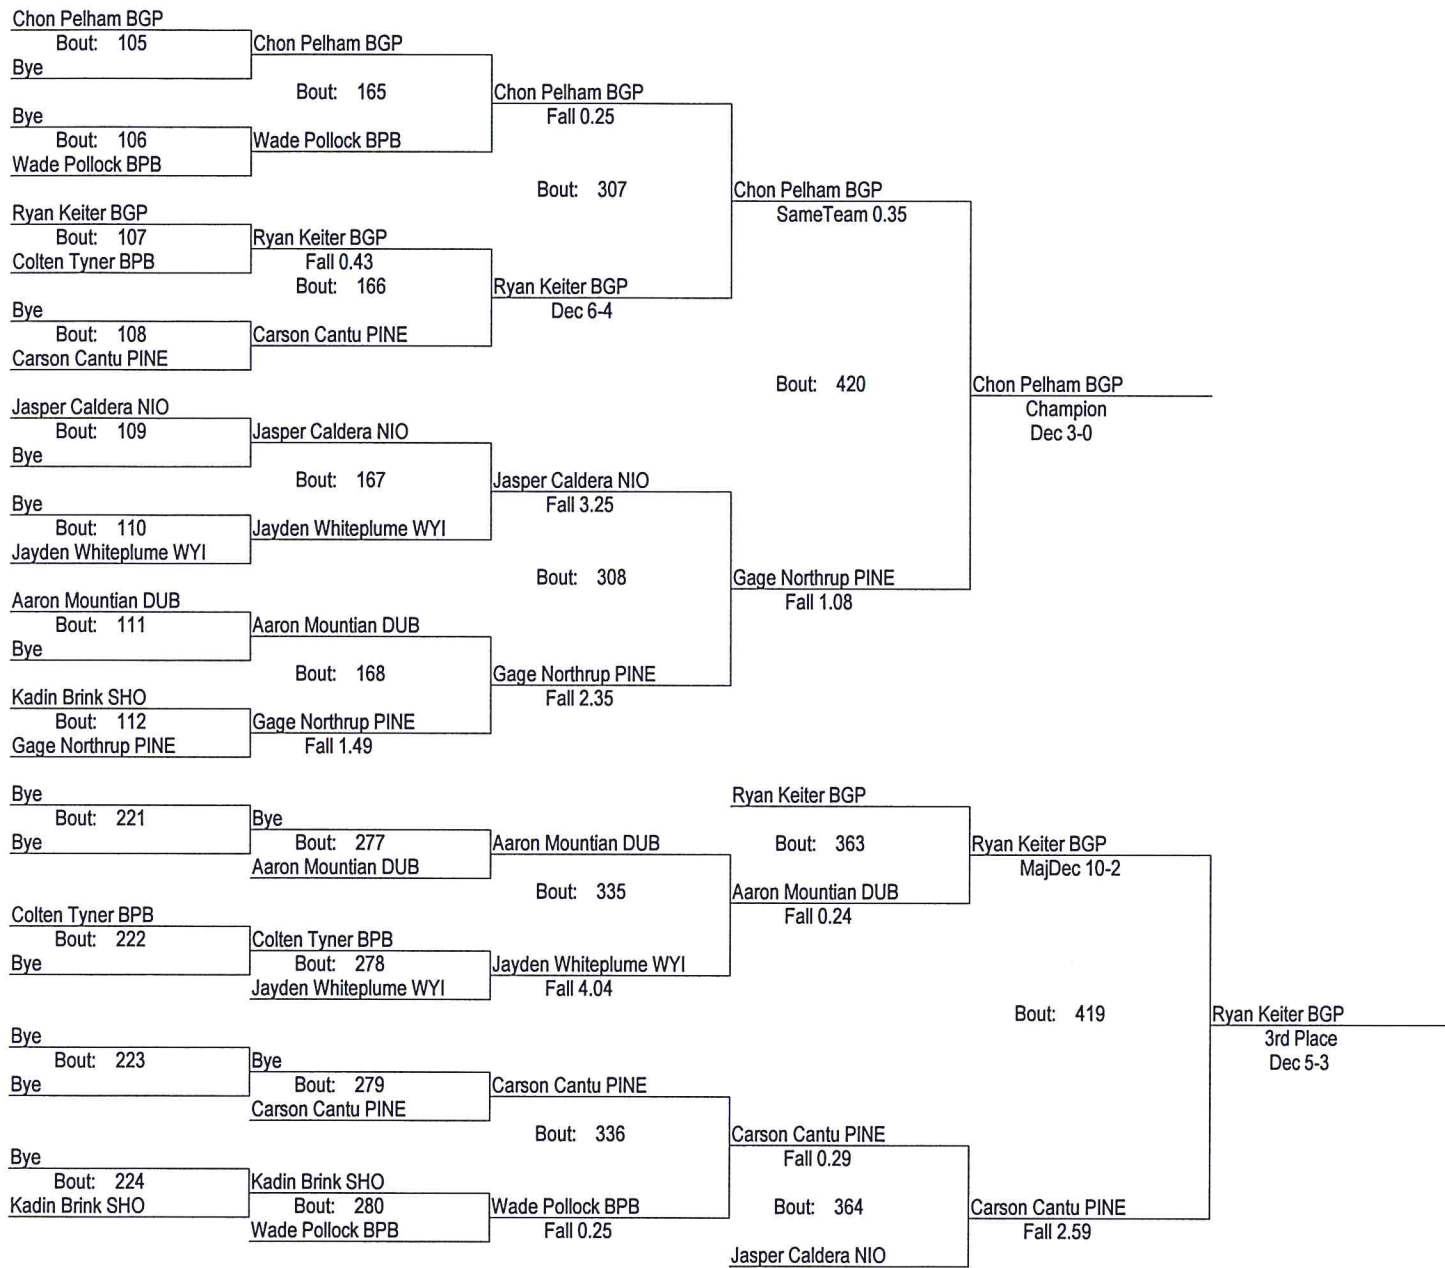 Chon Pelham BGP
Bout: 105
Bye
Bye
Bout: 106
Wade Pollock BPB
Ryan Keiter BGP
Bout: 107
Colten Tyner BPB
Bye
Bout: 108
Carson Cantu PINE
Jasper Caldera NIO
Bout: 109
Bye
Bye
Bout: 110
Jayden Whiteplume WYI
Aaron Mountian DUB
Bout: 111
Bye
Kadin Brink SHO
Bout: 112
Gage Northrup PINE
Chon Pelham BGP
Bout: 165
Wade Pollock BPB
Ryan Keiter BGP
Fall 0.43
Bout: 166
Carson Cantu PINE
Jasper Caldera NIO
Bout: 167
Jayden Whiteplume WYI
Aaron Mountian DUB
Bout: 168
Gage Northrup PINE
Fall 1.49
Chon Pelham BGP
Fall 0.25
Bout: 307
Ryan Keiter BGP
Dec 6-4
Jasper Caldera NIO
Fall 3.25
Bout: 308
Gage Northrup PINE
Fall 2.35
Chon Pelham BGP
SameTeam 0.35
Bout: 420
Gage Northrup PINE
Fall 1.08
Chon Pelham BGP
Champion
Dec 3-0
Bye
Bout: 221
Bye
Colten Tyner BPB
Bout: 222
Bye
Bye
Bout: 223
Bye
Bye
Bout: 224
Kadin Brink SHO
Bye
Bout: 277
Aaron Mountian DUB
Colten Tyner BPB
Bout: 278
Jayden Whiteplume WYI
Bye
Bout: 279
Carson Cantu PINE
Kadin Brink SHO
Bout: 280
Wade Pollock BPB
Aaron Mountian DUB
Bout: 335
Jayden Whiteplume WYI
Fall 4.04
Carson Cantu PINE
Bout: 336
Wade Pollock BPB
Fall 0.25
Ryan Keiter BGP
Bout: 363
Aaron Mountian DUB
Fall 0.24
Carson Cantu PINE
Fall 0.29
Bout: 364
Jasper Caldera NIO
Ryan Keiter BGP
MajDec 10-2
Bout: 419
Carson Cantu PINE
Fall 2.59
Ryan Keiter BGP
3rd Place
Dec 5-3